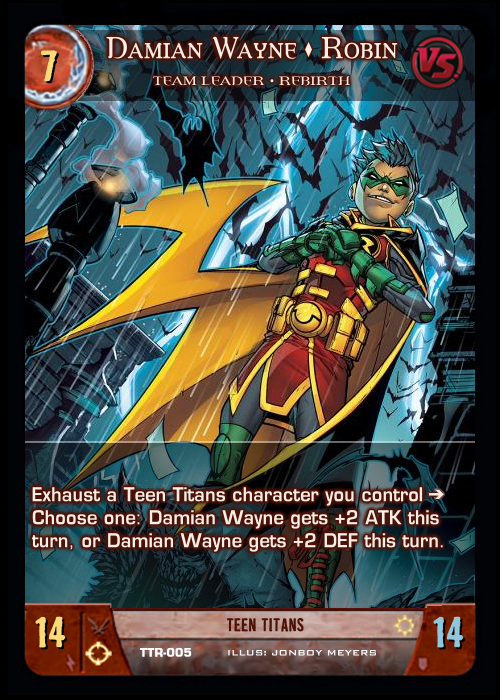 7
DAMIAN WAYNE ♦ ROBIN
VS
TEAM LEADER • REBIRTH
Exhaust a Teen Titans character you control ➔
Choose one: Damian Wayne gets +2 ATK this
turn, or Damian Wayne gets +2 DEF this turn.
14
TEEN TITANS
14
TTR-005
ILLUS: JONBOY MEYERS